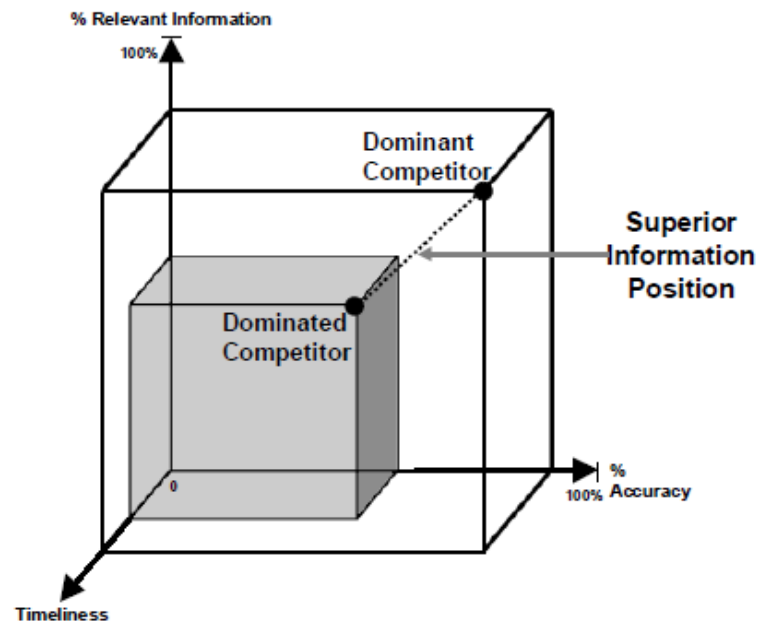 % Relevant Information
100%
Dominant
Competitor
Superior
Information
Position
Dominated
Competitor
0
100%
%
Accuracy
Timeliness